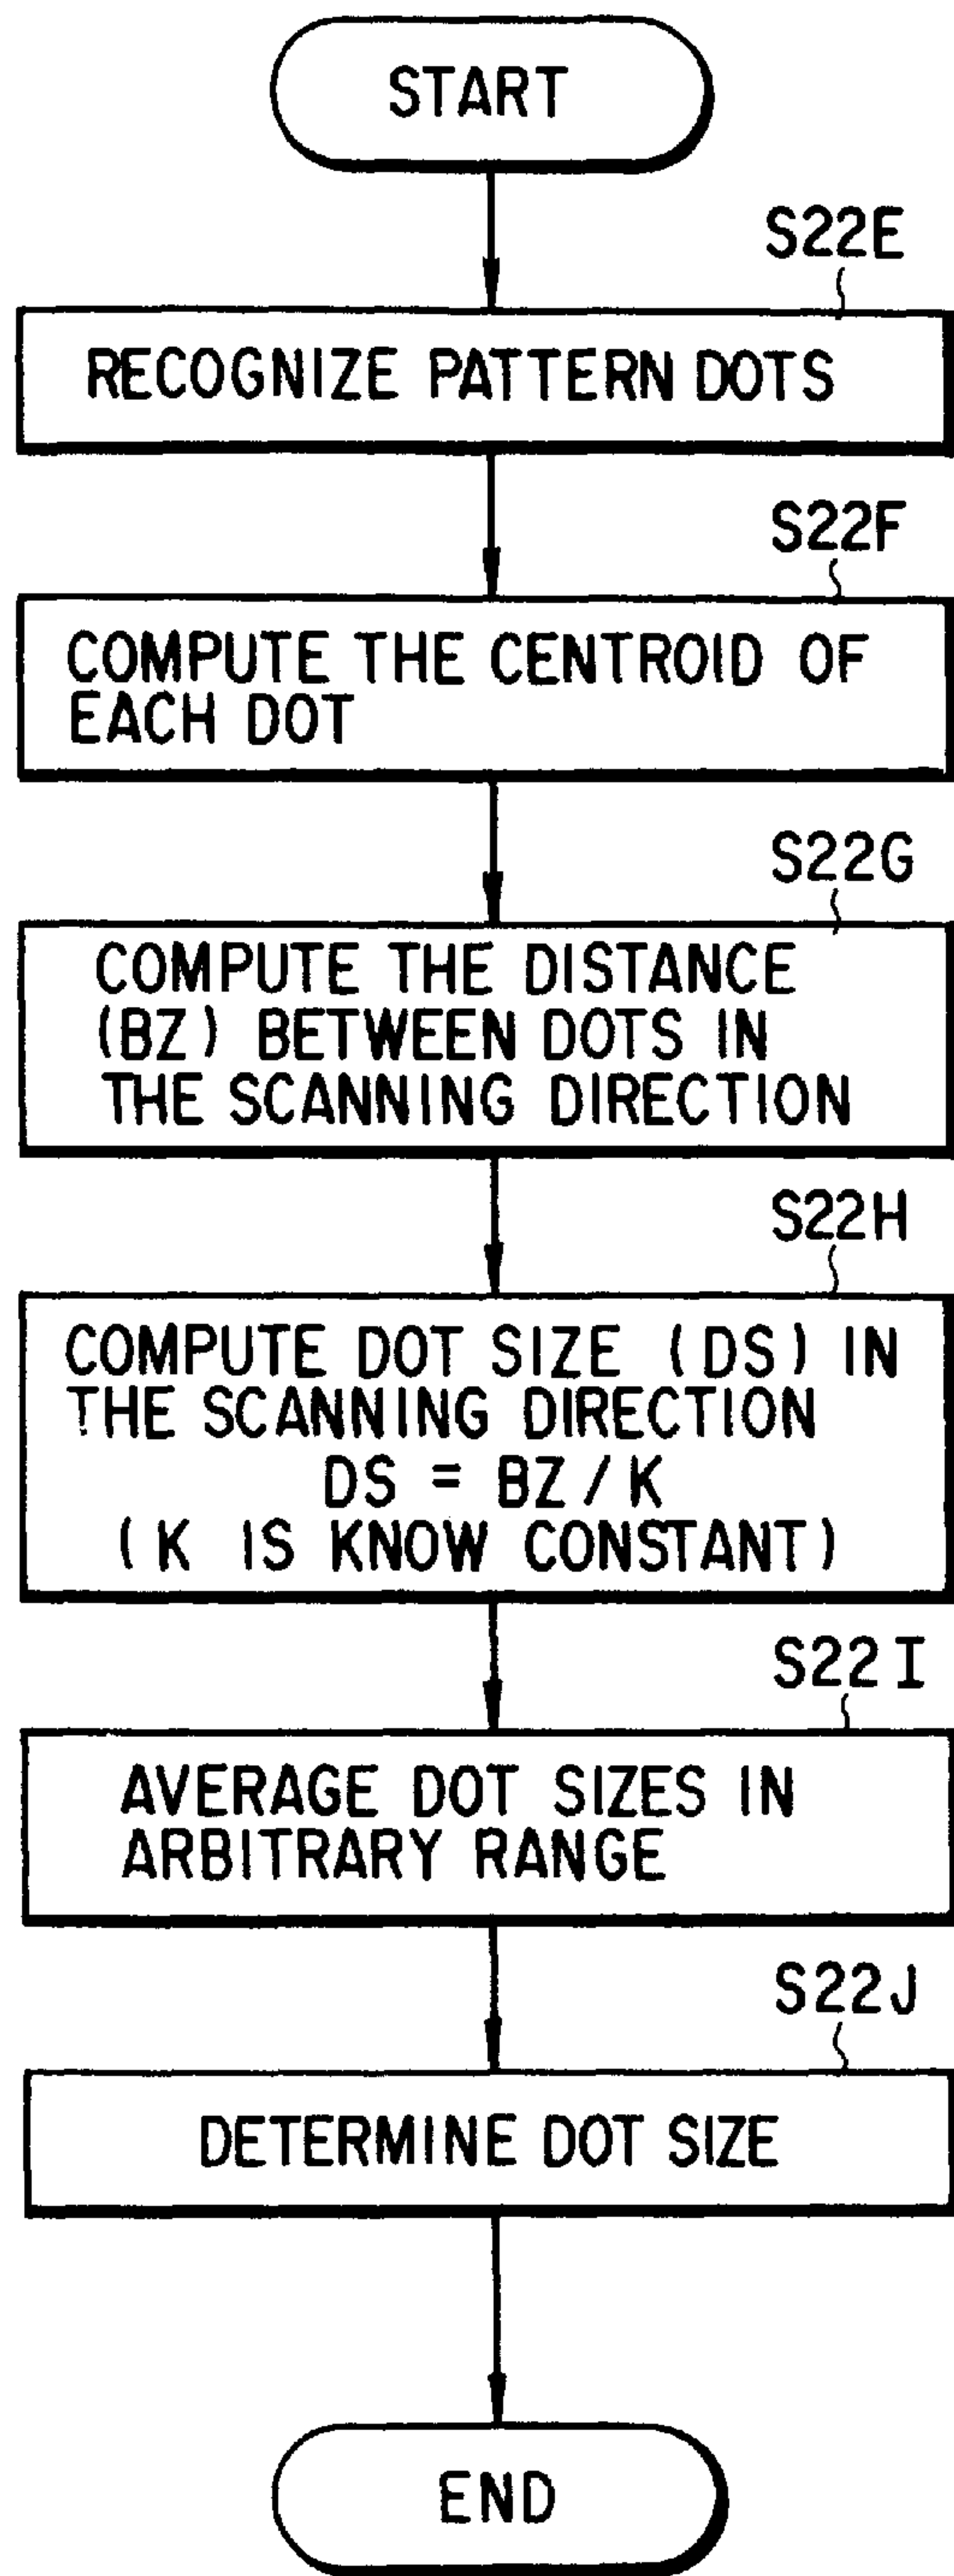 START
S22E
RECOGNIZE PATTERN DOTS
S22F
COMPUTE THE CENTROID OF
EACH DOT
S22G
COMPUTE THE DISTANCE
(BZ) BETWEEN DOTS IN
THE SCANNING DIRECTION
S22H
COMPUTE DOT SIZE (DS) IN
THE SCANNING DIRECTION
DS = BZ / K
(K IS KNOW CONSTANT)
S22I
AVERAGE DOT SIZES IN
ARBITRARY RANGE
S22J
DETERMINE DOT SIZE
END